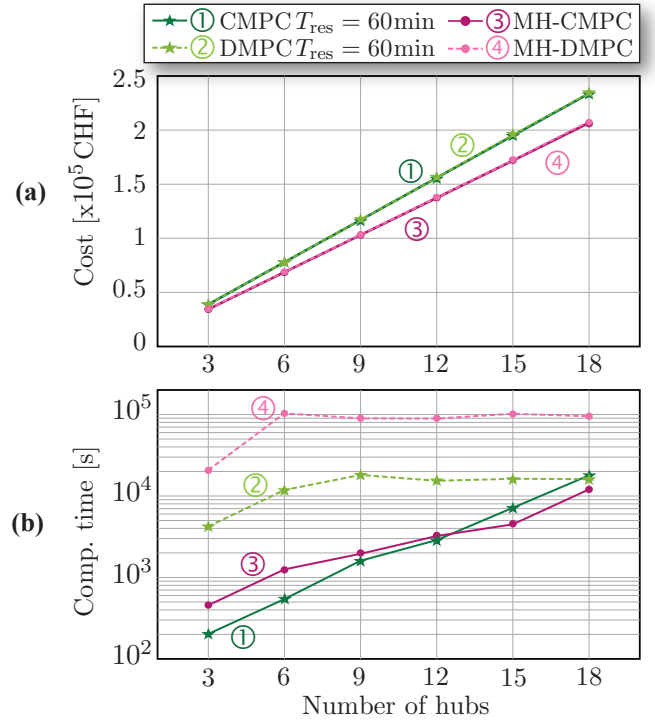 ① CMPC T_res = 60min ③ MH-CMPC
② DMPC T_res = 60min ④ MH-DMPC
(a)
Cost [x10^5 CHF]
2.5
2
1.5
1
0.5
0
①
②
③
④
3 6 9 12 15 18
(b)
Comp. time [s]
10^5
10^4
10^3
10^2
④
②
③
①
3 6 9 12 15 18
Number of hubs